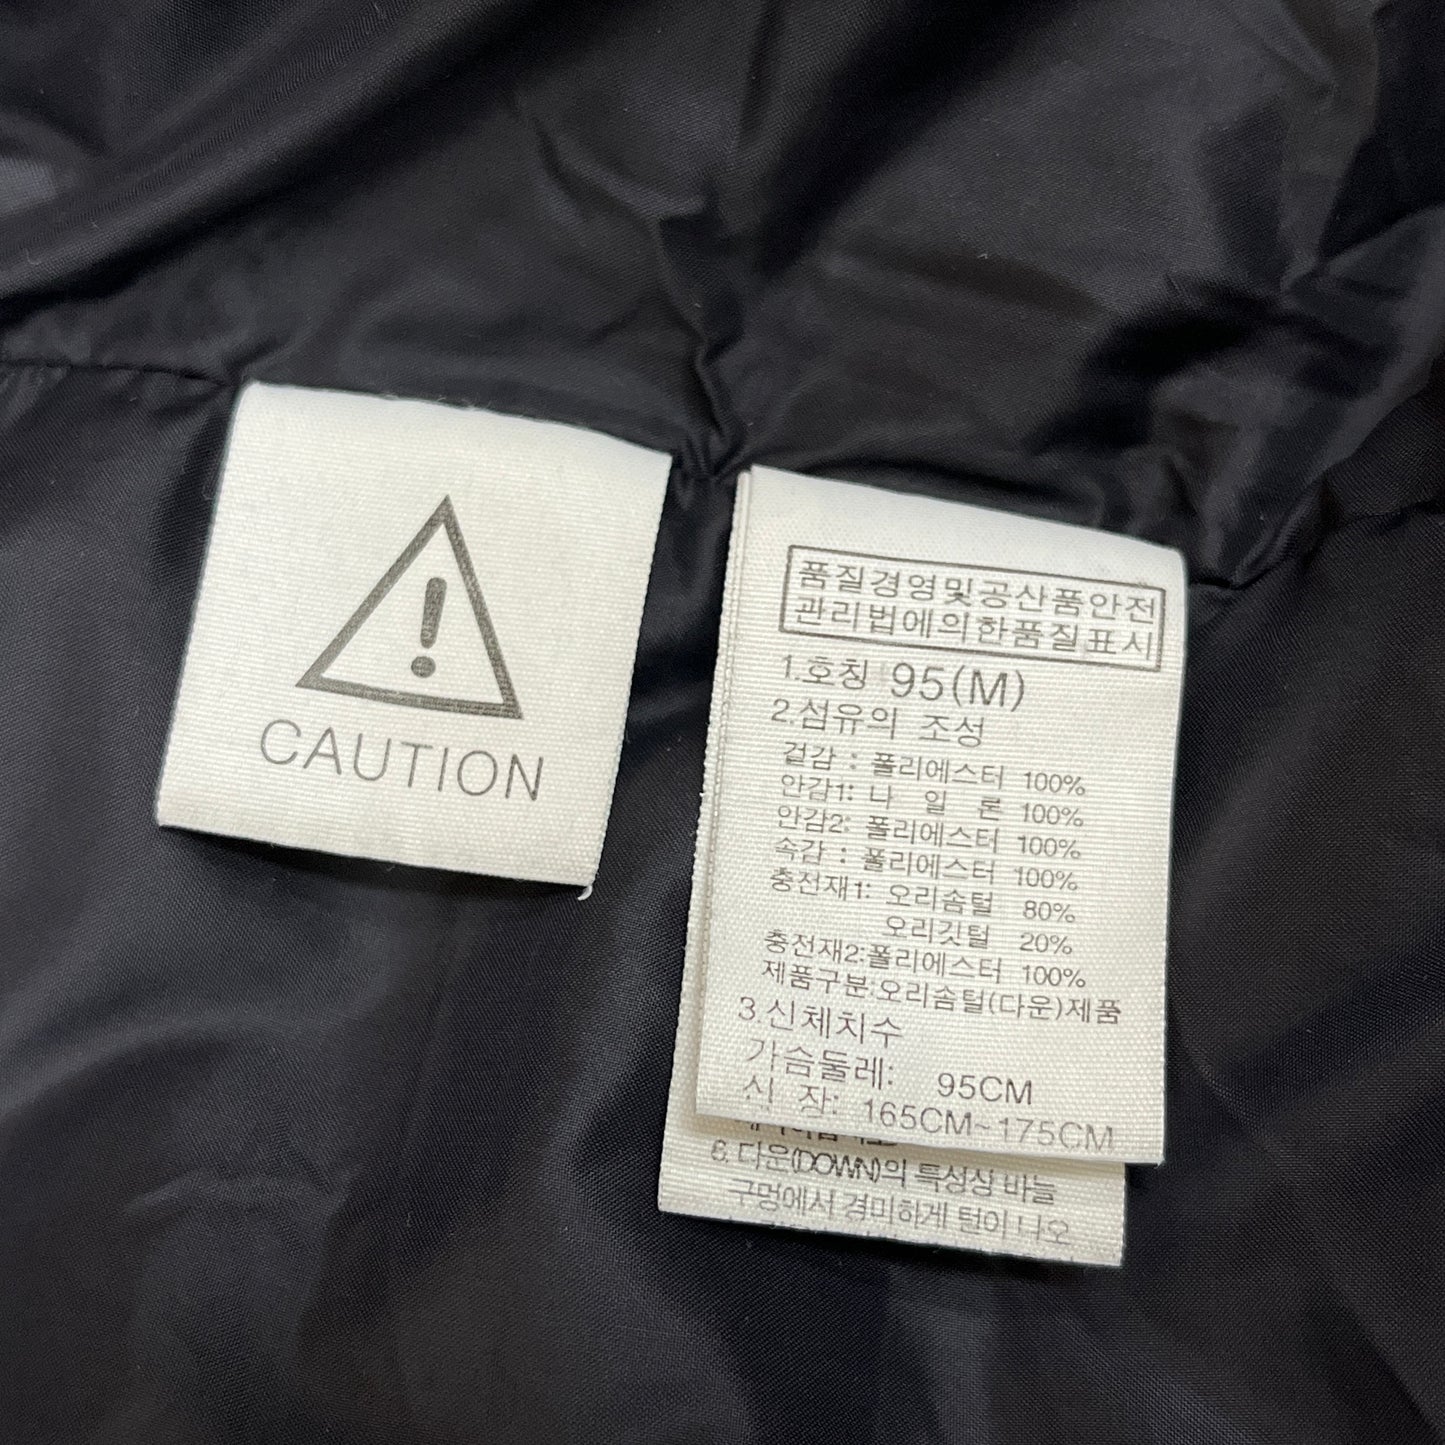 CAUTION
품질경영및공산품안전
관리법에의한품질표시
1.호칭 95(M)
2.섬유의 조성
겉감 : 폴리에스터 100%
안감1: 나 일 론 100%
안감2: 폴리에스터 100%
속감 : 폴리에스터 100%
충전재1: 오리솜털 80%
오리깃털 20%
충전재2:폴리에스터 100%
제품구분:오리솜털(다운)제품
3.신체치수
가슴둘레: 95CM
신 장: 165CM~175CM
6. 다운(DOWN)의 특성상 바늘
구멍에서 경미하게 털이 나오